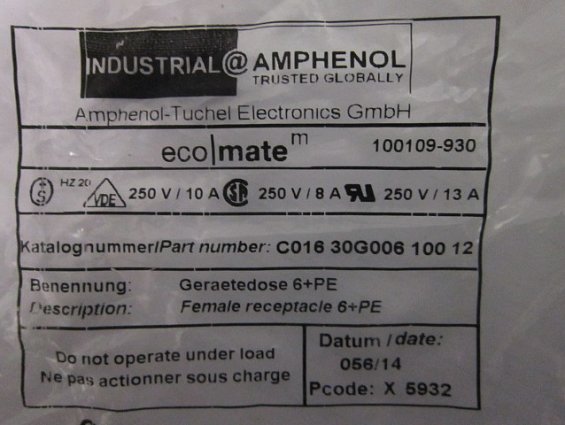 INDUSTRIAL@AMPHENOL
TRUSTED GLOBALLY
Amphenol-Tuchel Electronics GmbH
eco|mate m 100109-930
S HZ 20 VDE 250 V / 10 A SA 250 V / 8 A RU 250 V / 13 A
Katalognummer/Part number: C016 30G006 100 12
Benennung: Geraetedose 6+PE
Description: Female receptacle 6+PE
Do not operate under load
Ne pas actionner sous charge
Datum / date:
056/14
Pcode: X 5932